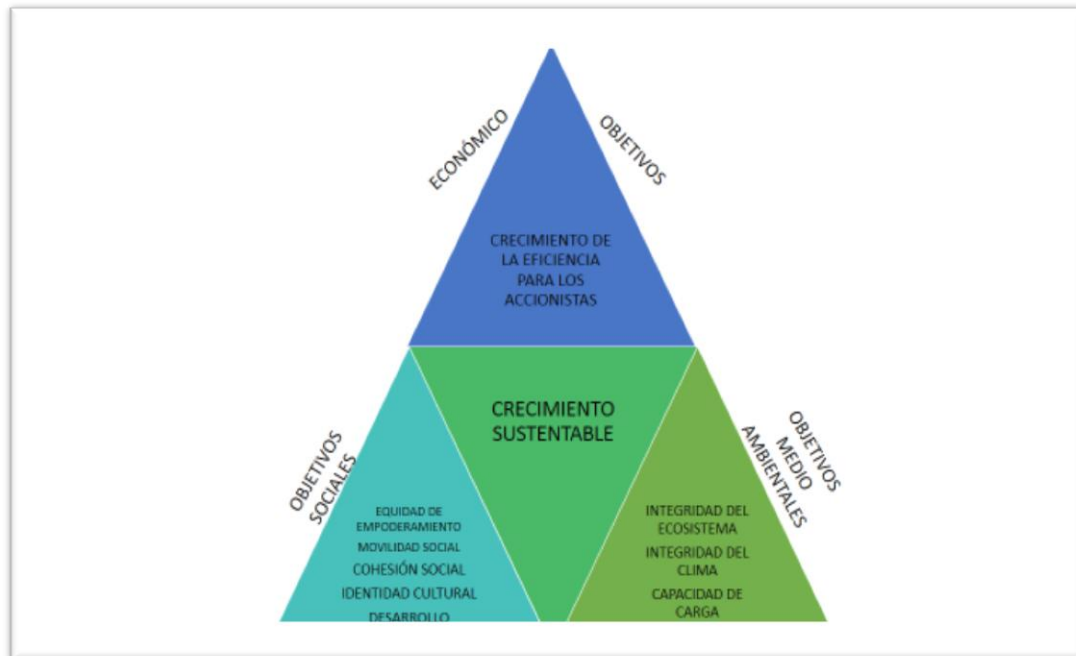 ECONÓMICO
OBJETIVOS
CRECIMIENTO DE
LA EFICIENCIA
PARA LOS
ACCIONISTAS
CRECIMIENTO
SUSTENTABLE
OBJETIVOS
SOCIALES
OBJETIVOS
MEDIO
AMBIENTALES
EQUIDAD DE
EMPODERAMIENTO
MOVILIDAD SOCIAL
COHESIÓN SOCIAL
IDENTIDAD CULTURAL
DESARROLLO
INTEGRIDAD DEL
ECOSISTEMA
INTEGRIDAD DEL
CLIMA
CAPACIDAD DE
CARGA